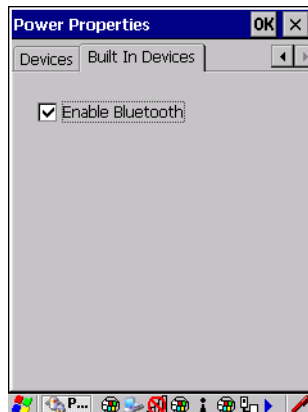 Power Properties OK ×
Devices Built In Devices
Enable Bluetooth
P...